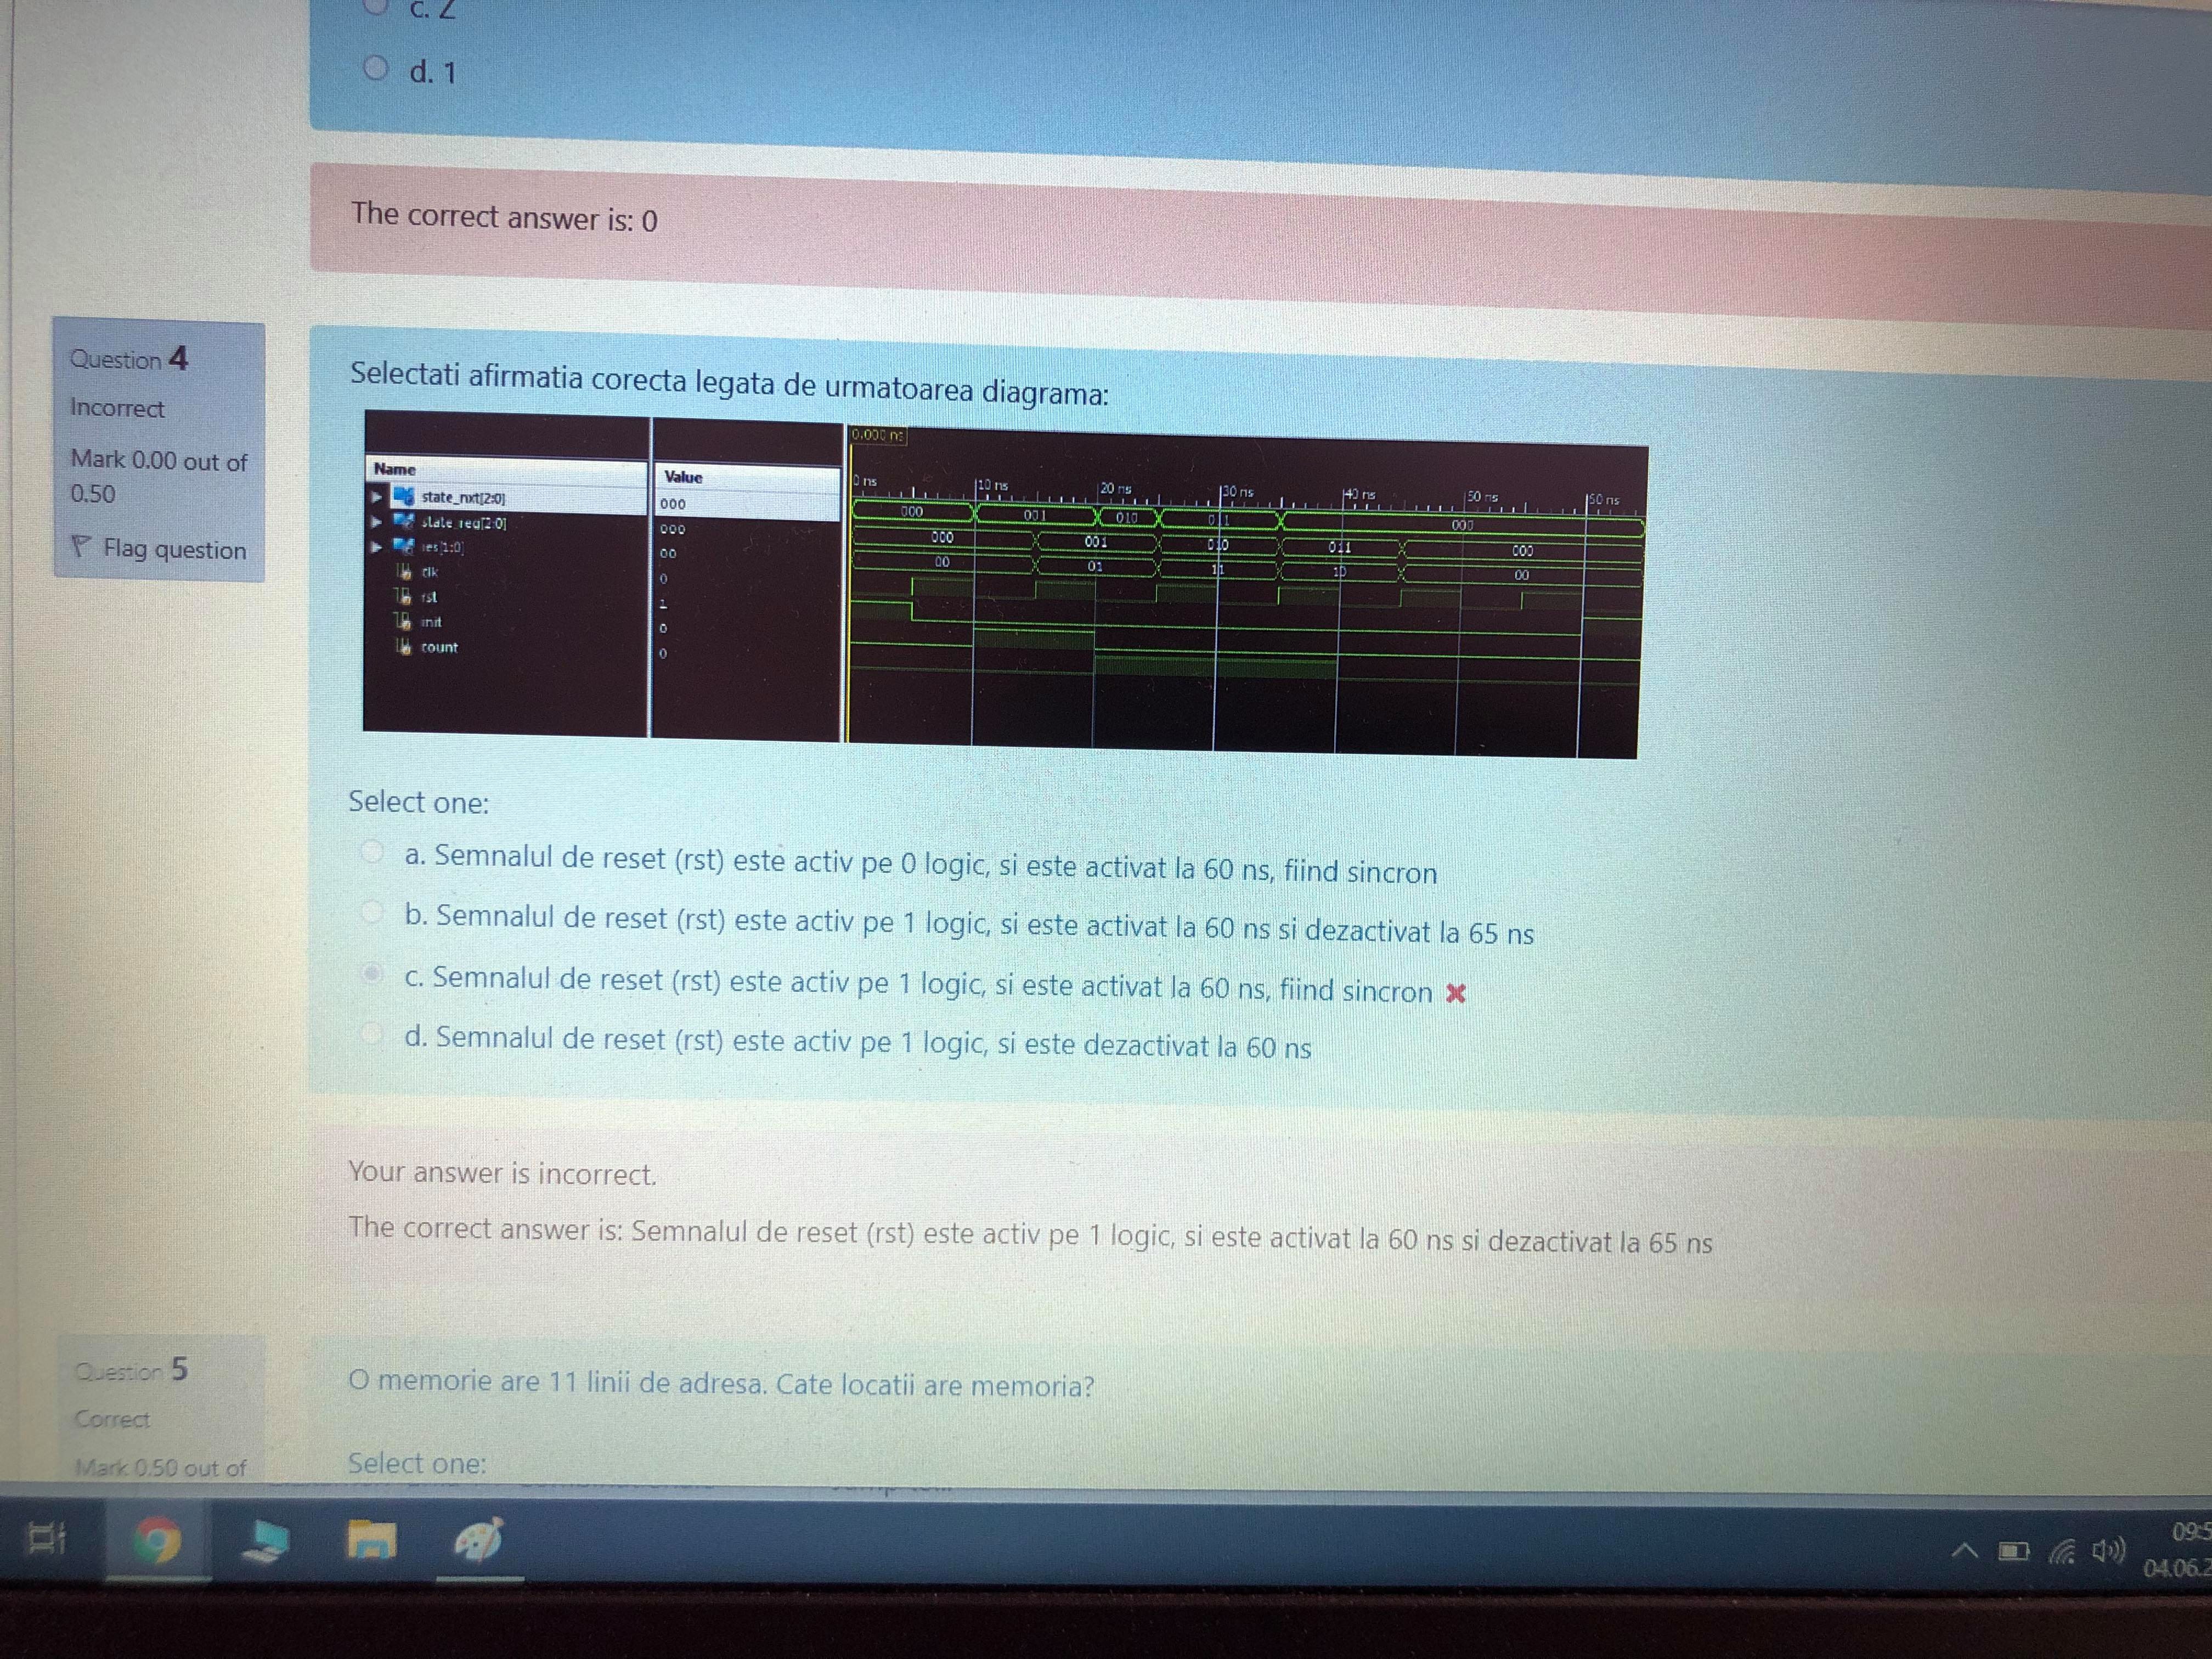 c. 2
d. 1
The correct answer is: 0
Question 4
Incorrect
Mark 0.00 out of
0.50
Flag question
Selectati afirmatia corecta legata de urmatoarea diagrama:
0.000 ns
Name
Value
0 ns
10 ns
20 ns
30 ns
40 ns
50 ns
60 ns
state_nxt[2:0]
000
000
001
010
011
000
state_reg[2:0]
000
000
001
010
011
000
res[1:0]
00
00
01
11
10
00
clk
0
rst
1
init
0
count
0
Select one:
a. Semnalul de reset (rst) este activ pe 0 logic, si este activat la 60 ns, fiind sincron
b. Semnalul de reset (rst) este activ pe 1 logic, si este activat la 60 ns si dezactivat la 65 ns
c. Semnalul de reset (rst) este activ pe 1 logic, si este activat la 60 ns, fiind sincron
d. Semnalul de reset (rst) este activ pe 1 logic, si este dezactivat la 60 ns
Your answer is incorrect.
The correct answer is: Semnalul de reset (rst) este activ pe 1 logic, si este activat la 60 ns si dezactivat la 65 ns
Question 5
Correct
Mark 0.50 out of
O memorie are 11 linii de adresa. Cate locatii are memoria?
Select one:
09:5
04.06.2